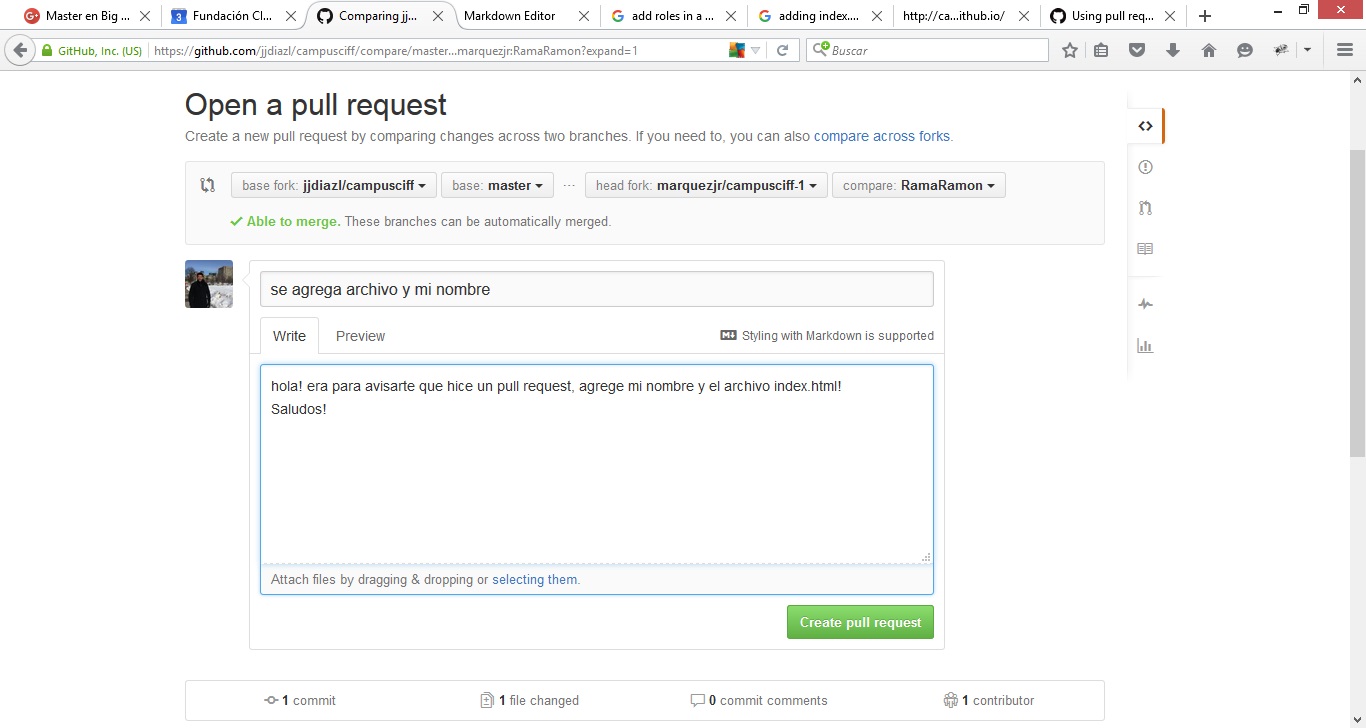 Master en Big ...
Fundación Cl...
Comparing jj...
Markdown Editor
add roles in a ...
adding index....
http://ca...ithub.io/
Using pull req...
GitHub, Inc. (US)
https://github.com/jjdiazl/campusciff/compare/master...marquezjr:RamaRamon?expand=1
Buscar
Open a pull request
Create a new pull request by comparing changes across two branches. If you need to, you can also compare across forks.
base fork: jjdiazl/campusciff
base: master
...
head fork: marquezjr/campusciff-1
compare: RamaRamon
Able to merge. These branches can be automatically merged.
se agrega archivo y mi nombre
Write
Preview
Styling with Markdown is supported
hola! era para avisarte que hice un pull request, agrege mi nombre y el archivo index.html!
Saludos!
Attach files by dragging & dropping or selecting them.
Create pull request
1 commit
1 file changed
0 commit comments
1 contributor